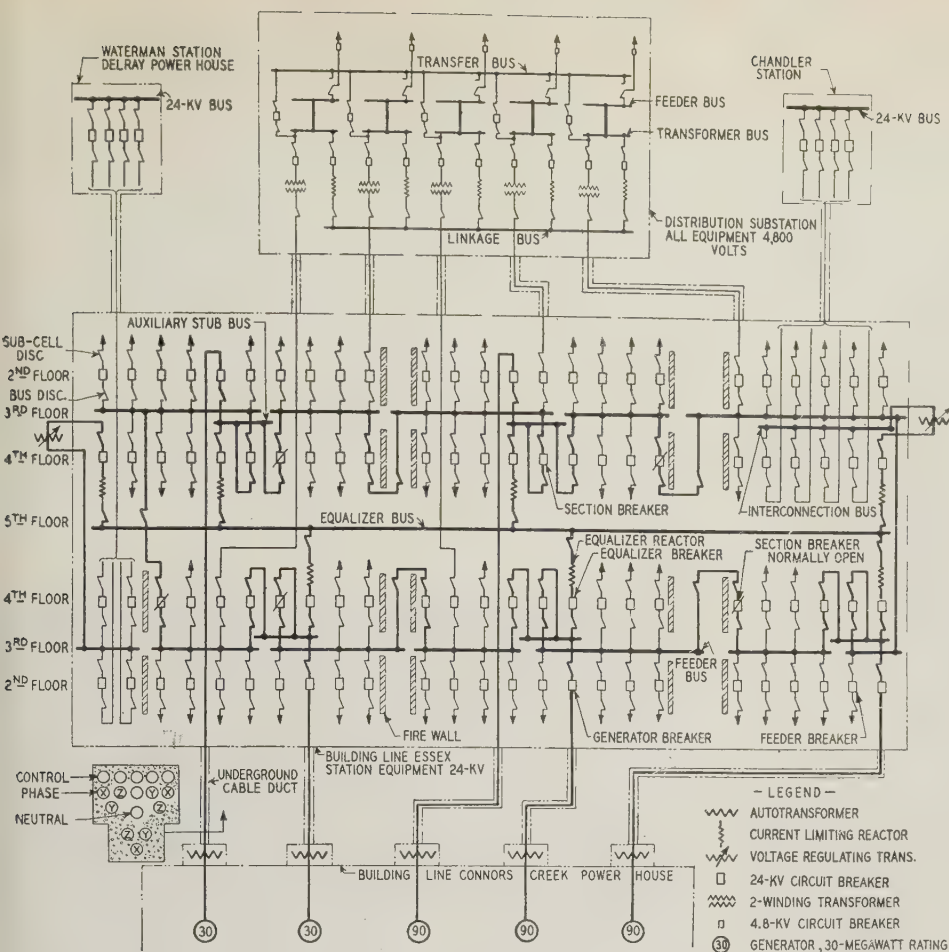 WATERMAN STATION
DELRAY POWER HOUSE
24-KV BUS
TRANSFER BUS
FEEDER BUS
TRANSFORMER BUS
LINKAGE BUS
CHANDLER
STATION
24-KV BUS
DISTRIBUTION SUBSTATION
ALL EQUIPMENT 4,800
VOLTS
AUXILIARY STUB BUS
SUB-CELL
DISC
2ND FLOOR
BUS DISC.
3RD FLOOR
4TH FLOOR
5TH FLOOR
EQUALIZER BUS
SECTION BREAKER
INTERCONNECTION BUS
EQUALIZER REACTOR
EQUALIZER BREAKER
SECTION BREAKER
NORMALLY OPEN
4TH FLOOR
3RD FLOOR
2ND FLOOR
FEEDER
BUS
FIRE WALL
GENERATOR BREAKER
FEEDER BREAKER
BUILDING LINE ESSEX
STATION EQUIPMENT 24-KV
CONTROL
PHASE
NEUTRAL
X Z Y X
Y Z
Z Y
X
UNDERGROUND
CABLE DUCT
BUILDING LINE CONNORS CREEK POWER HOUSE
30
30
90
90
90
- LEGEND -
AUTOTRANSFORMER
CURRENT LIMITING REACTOR
VOLTAGE REGULATING TRANS.
24-KV CIRCUIT BREAKER
2-WINDING TRANSFORMER
4.8-KV CIRCUIT BREAKER
30 GENERATOR, 30-MEGAWATT RATING